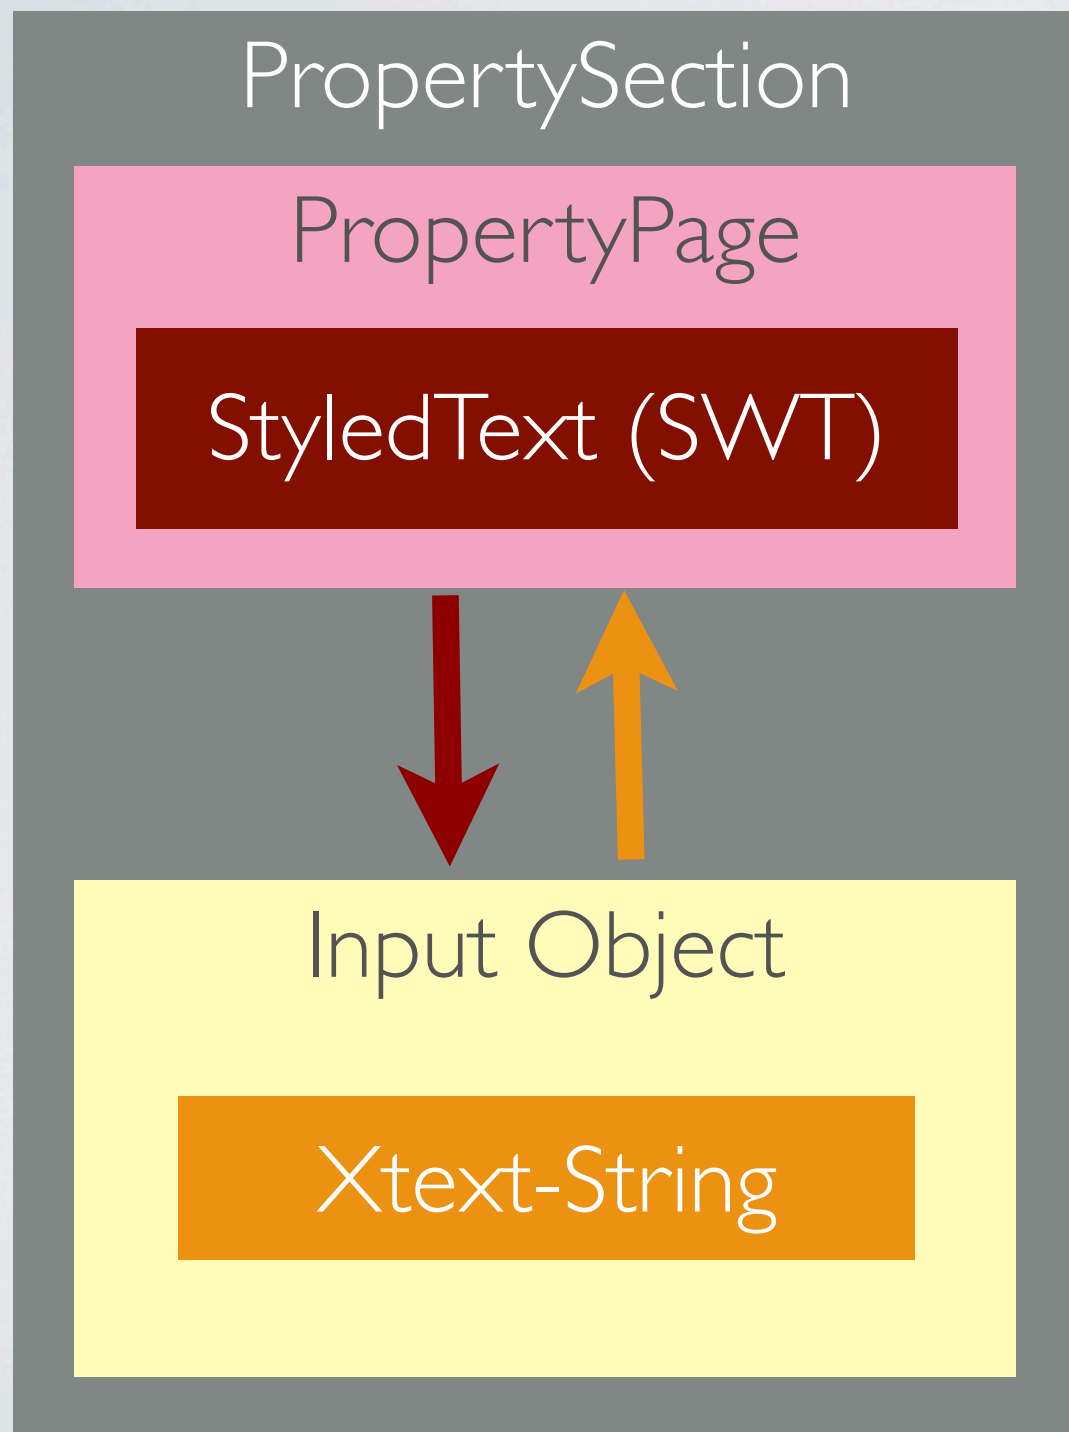 PropertySection
PropertyPage
StyledText (SWT)
Input Object
Xtext-String